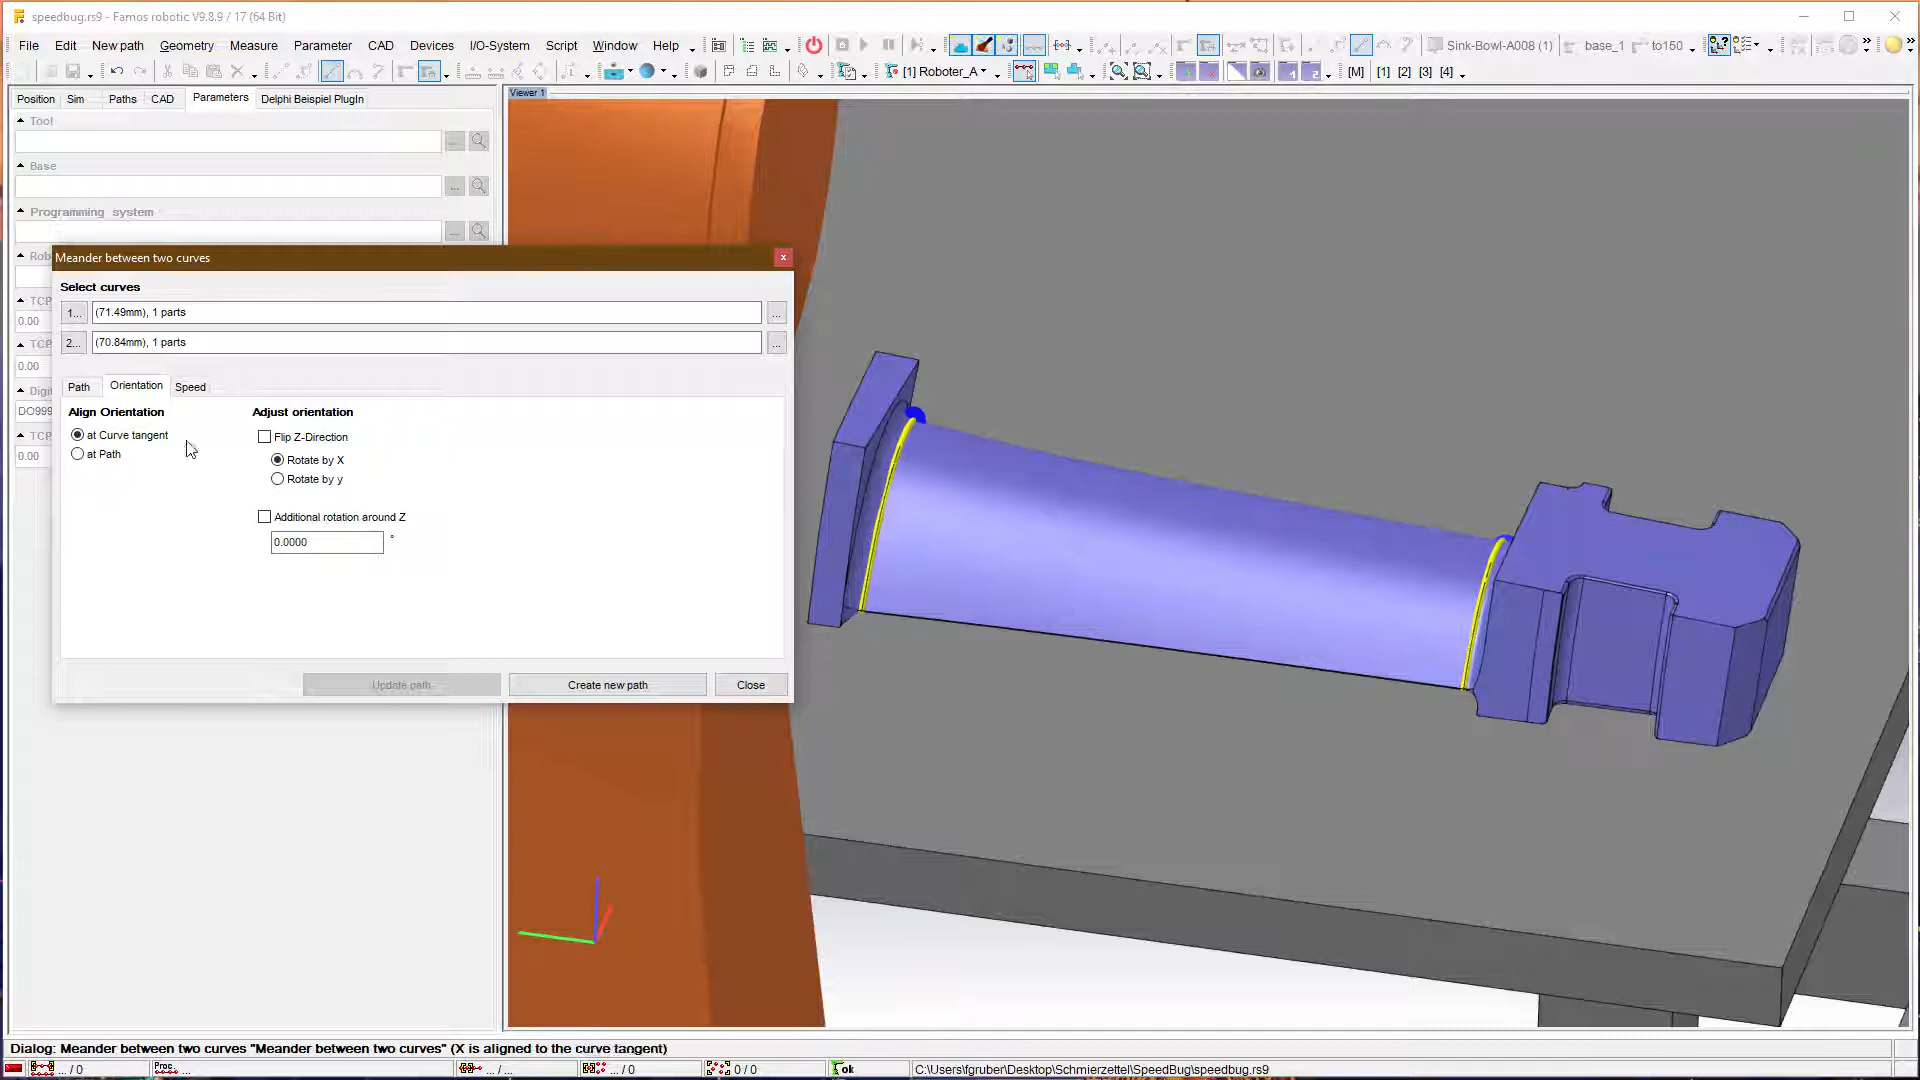 speedbug.rs9 - Famos robotic V9.8.9 / 17 (64 Bit)
File Edit New path Geometry Measure Parameter CAD Devices I/O-System Script Window Help
Sink-Bowl-A008 (1) base_1 to150
[1] Roboter_A [M] [1] [2] [3] [4]
Position Sim Paths CAD Parameters Delphi Beispiel PlugIn
Viewer 1
Tool
...
Base
...
Programming system
...
Rob
TCP
0.00
TCP
0.00
Digi
DO999
TCP
0.00
Meander between two curves
Select curves
1... (71.49mm), 1 parts ...
2... (70.84mm), 1 parts ...
Path Orientation Speed
Align Orientation
at Curve tangent
at Path
Adjust orientation
Flip Z-Direction
Rotate by X
Rotate by y
Additional rotation around Z
0.0000 °
Update path Create new path Close
Dialog: Meander between two curves "Meander between two curves" (X is aligned to the curve tangent)
... / 0 Proc... ... / ... ... / 0 0 / 0 ok C:\Users\fgruber\Desktop\Schmierzettel\SpeedBug\speedbug.rs9